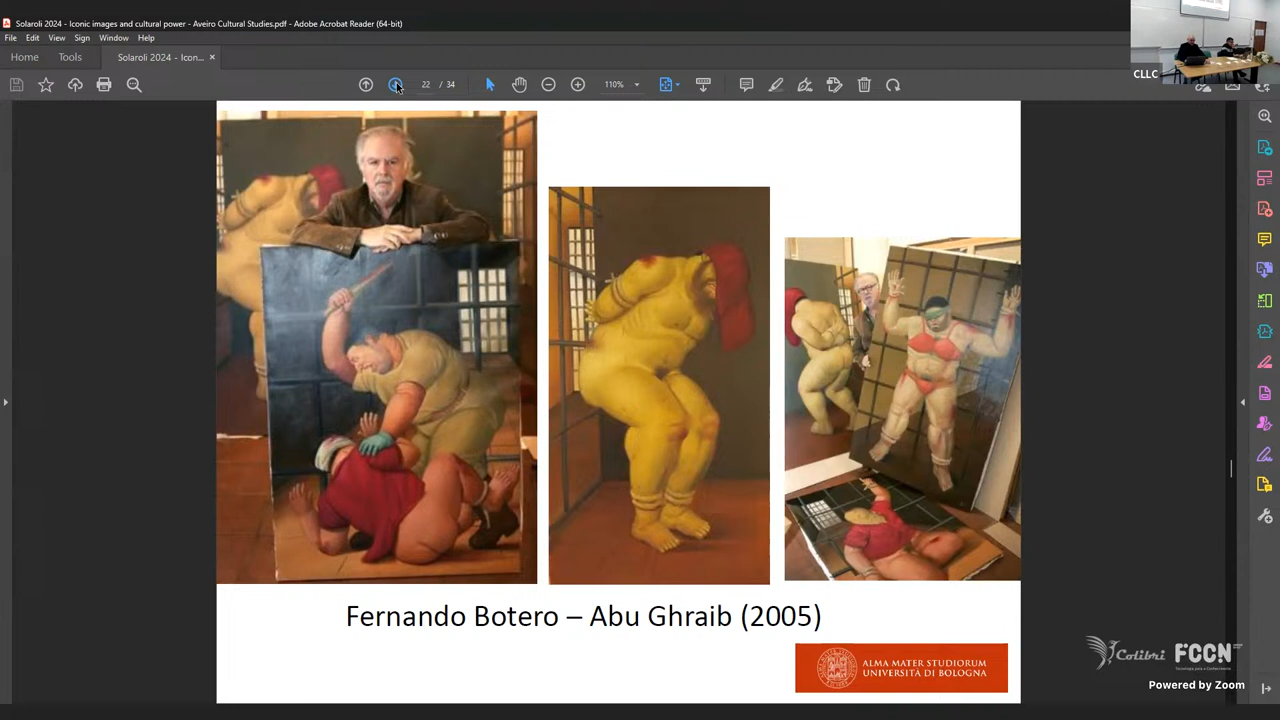 Solaroli 2024 - Iconic images and cultural power - Aveiro Cultural Studies.pdf - Adobe Acrobat Reader (64-bit)
File Edit View Sign Window Help
Home Tools Solaroli 2024 - Icon... ×
22 / 34 110%
CLLC
Fernando Botero – Abu Ghraib (2005)
ALMA MATER STUDIORUM
UNIVERSITÀ DI BOLOGNA
Colibri FCCN
Powered by Zoom